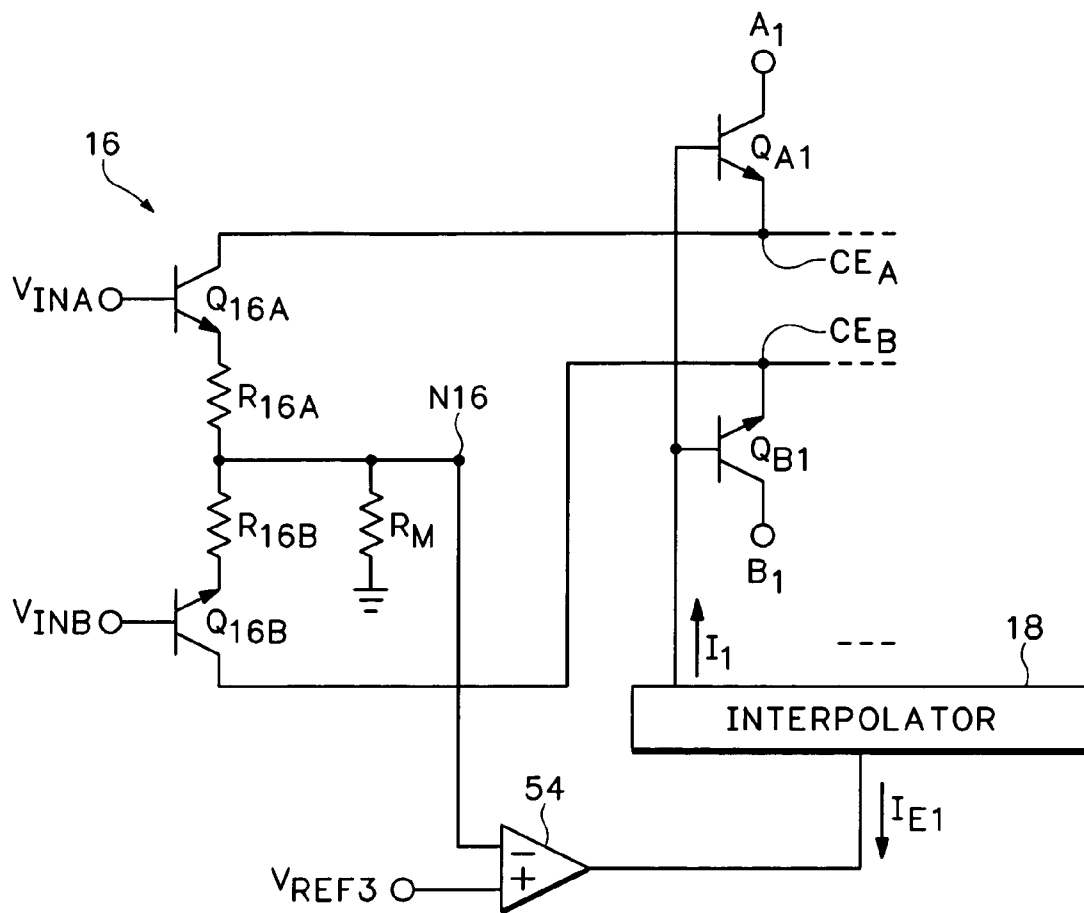 A1
16
QA1
CEA
VINA
Q16A
CEB
R16A
N16
QB1
R16B
RM
B1
VINB
Q16B
I1
18
INTERPOLATOR
54
IE1
−
+
VREF3